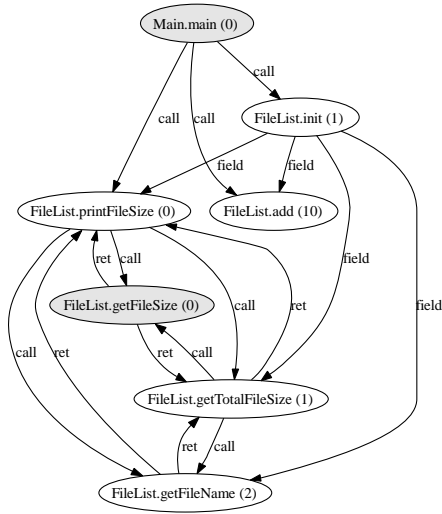 Main.main (0)
call
FileList.init (1)
call
call
field
field
FileList.printFileSize (0)
FileList.add (10)
ret
call
field
FileList.getFileSize (0)
call
ret
field
call
ret
call
ret
FileList.getTotalFileSize (1)
ret
call
FileList.getFileName (2)